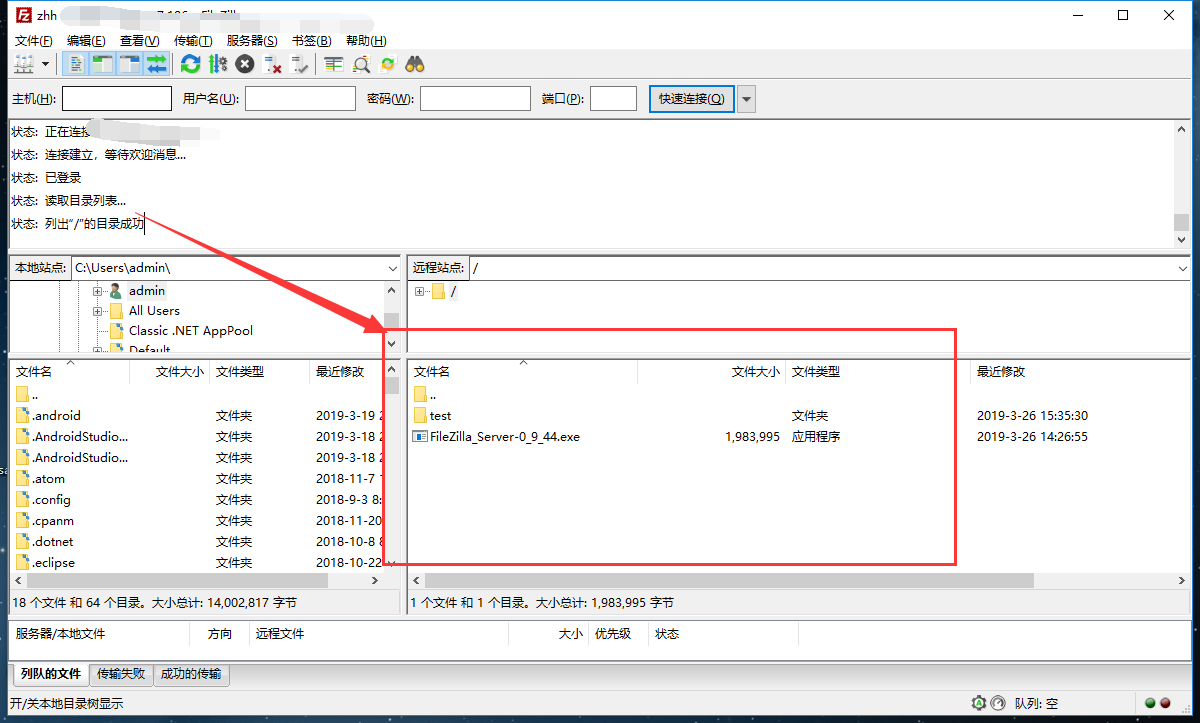 zhh
文件(F) 编辑(E) 查看(V) 传输(T) 服务器(S) 书签(B) 帮助(H)
主机(H): 用户名(U): 密码(W): 端口(P): 快速连接(Q)
状态: 正在连接
状态: 连接建立，等待欢迎消息...
状态: 已登录
状态: 读取目录列表...
状态: 列出“/”的目录成功
本地站点: C:\Users\admin\
admin
All Users
Classic .NET AppPool
Default
文件名 文件大小 文件类型 最近修改
..
.android 文件夹 2019-3-19
.AndroidStudio... 文件夹 2019-3-18
.AndroidStudio... 文件夹 2019-3-18
.atom 文件夹 2018-11-7
.config 文件夹 2018-9-3 8:
.cpanm 文件夹 2018-11-20
.dotnet 文件夹 2018-10-8
.eclipse 文件夹 2018-10-22
18 个文件 和 64 个目录。大小总计: 14,002,817 字节
远程站点: /
/
文件名 文件大小 文件类型 最近修改
..
test 文件夹 2019-3-26 15:35:30
FileZilla_Server-0_9_44.exe 1,983,995 应用程序 2019-3-26 14:26:55
1 个文件 和 1 个目录。大小总计: 1,983,995 字节
服务器/本地文件 方向 远程文件 大小 优先级 状态
列队的文件 传输失败 成功的传输
开/关本地目录树显示 队列: 空